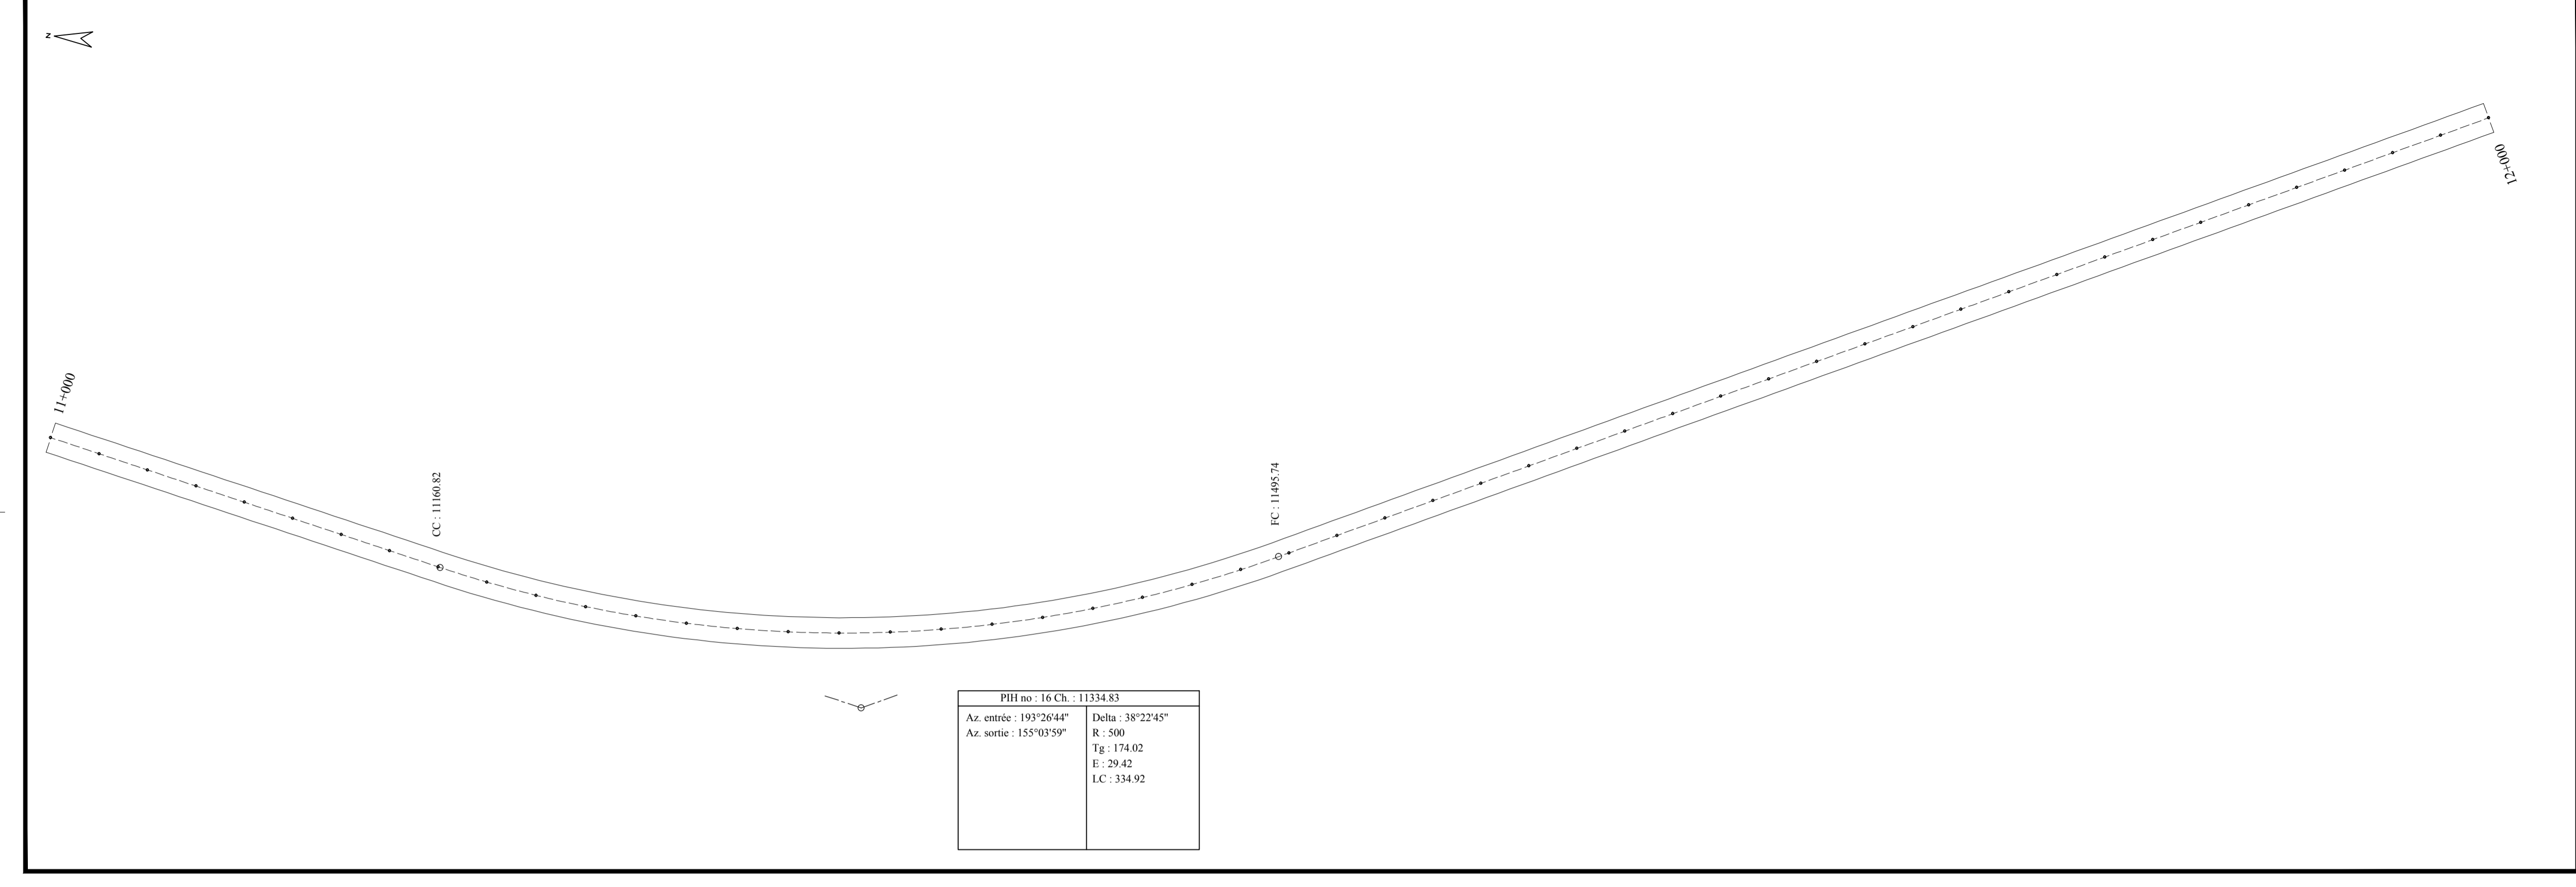 N
11+000
CC : 11160.82
FC : 11495.74
12+000
PIH no : 16 Ch. : 11334.83
Az. entrée : 193°26'44"
Az. sortie : 155°03'59"
Delta : 38°22'45"
R : 500
Tg : 174.02
E : 29.42
LC : 334.92